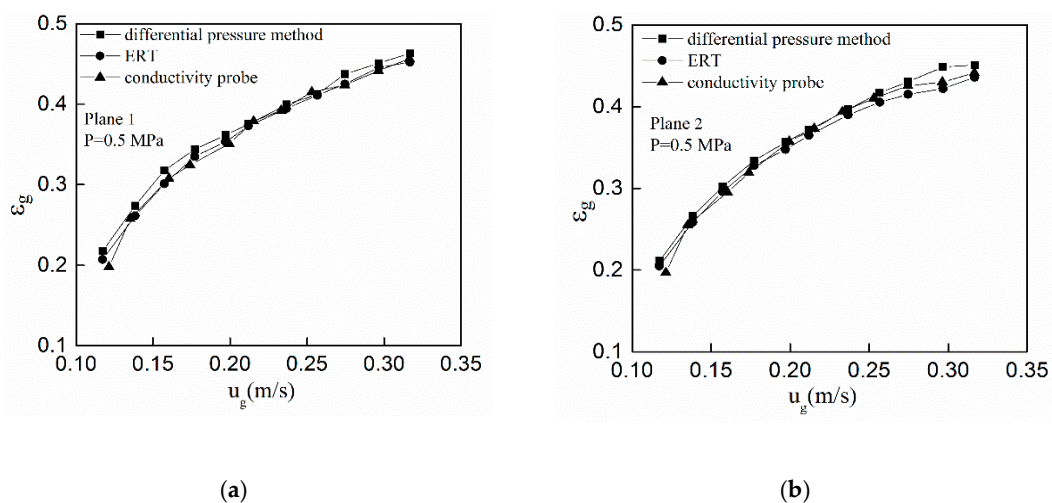 0.5
0.4
0.3
0.2
0.1
εg
differential pressure method
ERT
conductivity probe
Plane 1
P=0.5 MPa
0.10 0.15 0.20 0.25 0.30 0.35
ug(m/s)
(a)
0.5
0.4
0.3
0.2
0.1
εg
differential pressure method
ERT
conductivity probe
Plane 2
P=0.5 MPa
0.10 0.15 0.20 0.25 0.30 0.35
ug(m/s)
(b)